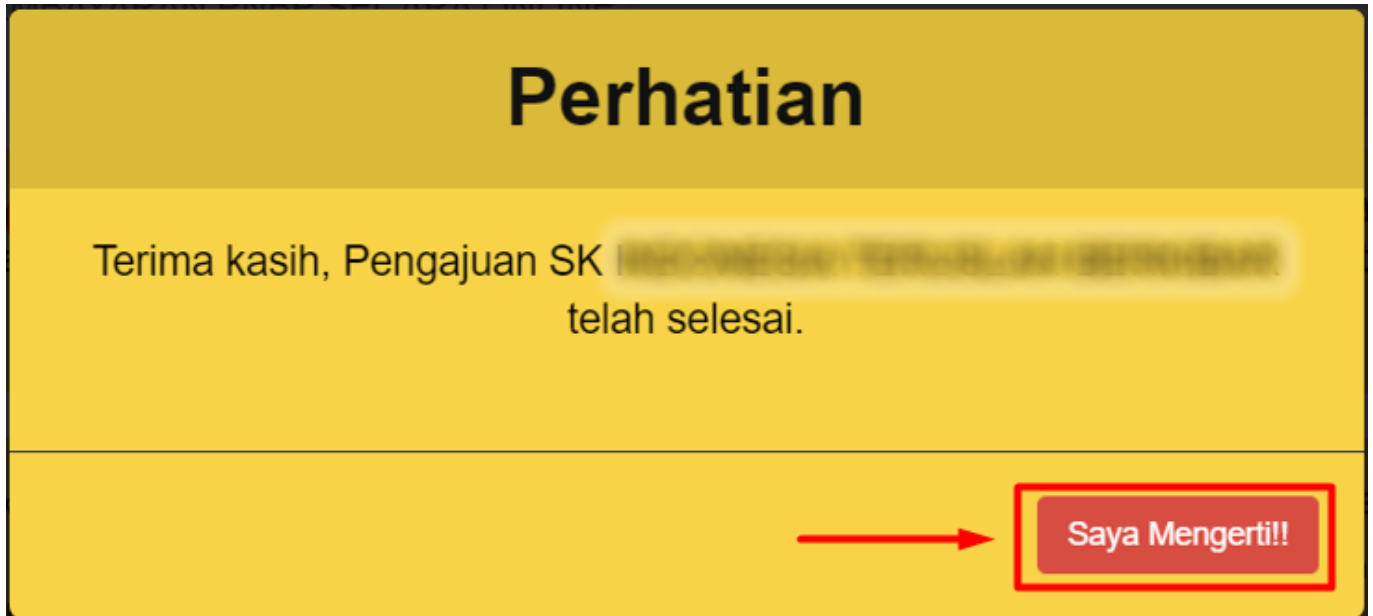 Perhatian
Terima kasih, Pengajuan SK
telah selesai.
Saya Mengerti!!